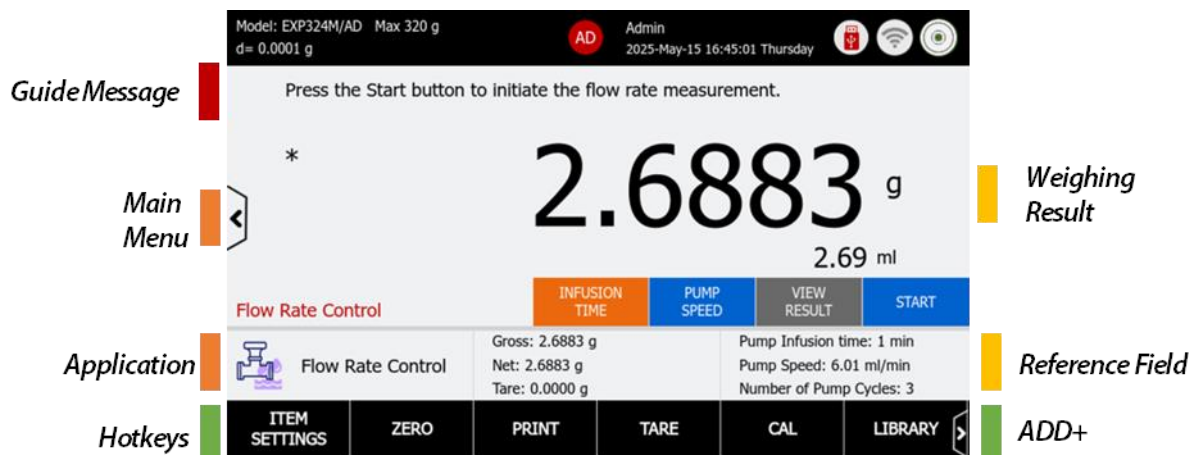 Model: EXP324M/AD Max 320 g
d= 0.0001 g
AD
Admin
2025-May-15 16:45:01 Thursday
Guide Message
Press the Start button to initiate the flow rate measurement.
*
2.6883 g
Weighing
Result
Main
Menu
2.69 ml
Flow Rate Control
INFUSION
TIME
PUMP
SPEED
VIEW
RESULT
START
Application
Flow Rate Control
Gross: 2.6883 g
Net: 2.6883 g
Tare: 0.0000 g
Pump Infusion time: 1 min
Pump Speed: 6.01 ml/min
Number of Pump Cycles: 3
Reference Field
Hotkeys
ITEM
SETTINGS
ZERO
PRINT
TARE
CAL
LIBRARY
ADD+